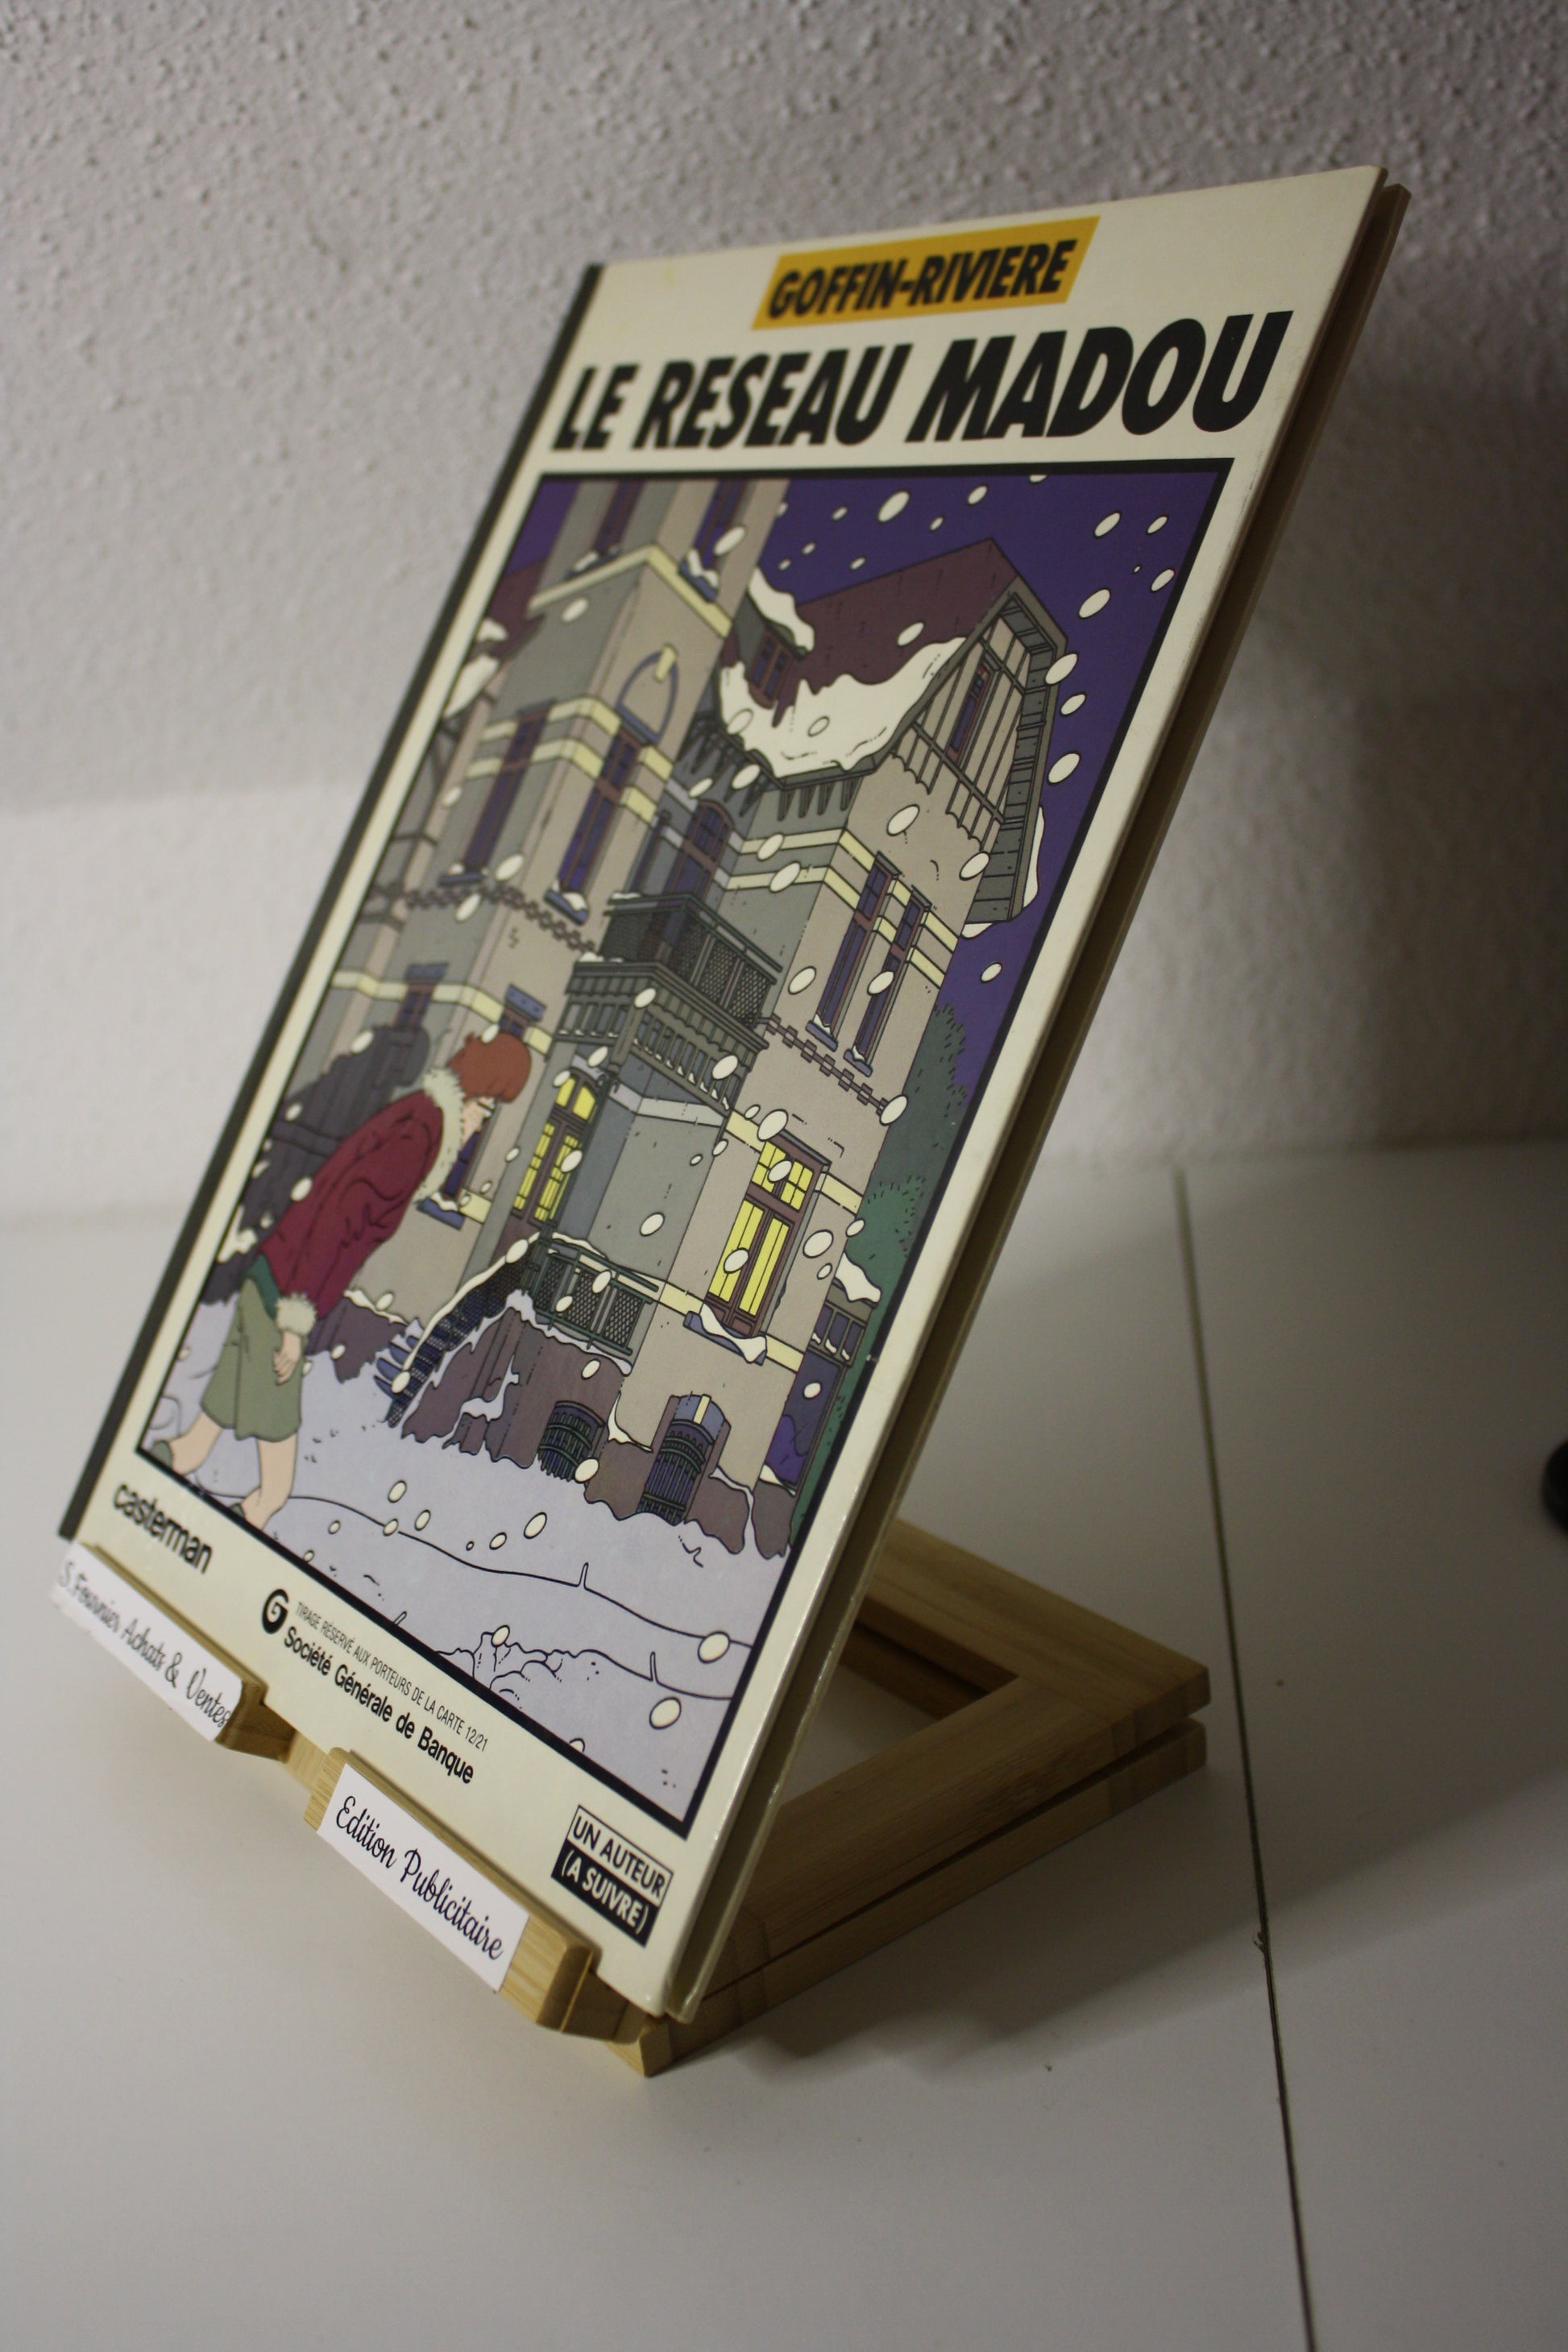 GOFFIN-RIVIERE
LE RESEAU MADOU
casterman
G TIRAGE RÉSERVÉ AUX PORTEURS DE LA CARTE 12/21
Société Générale de Banque
UN AUTEUR
(A SUIVRE)
S.Fournier Achats & Ventes
Edition Publicitaire